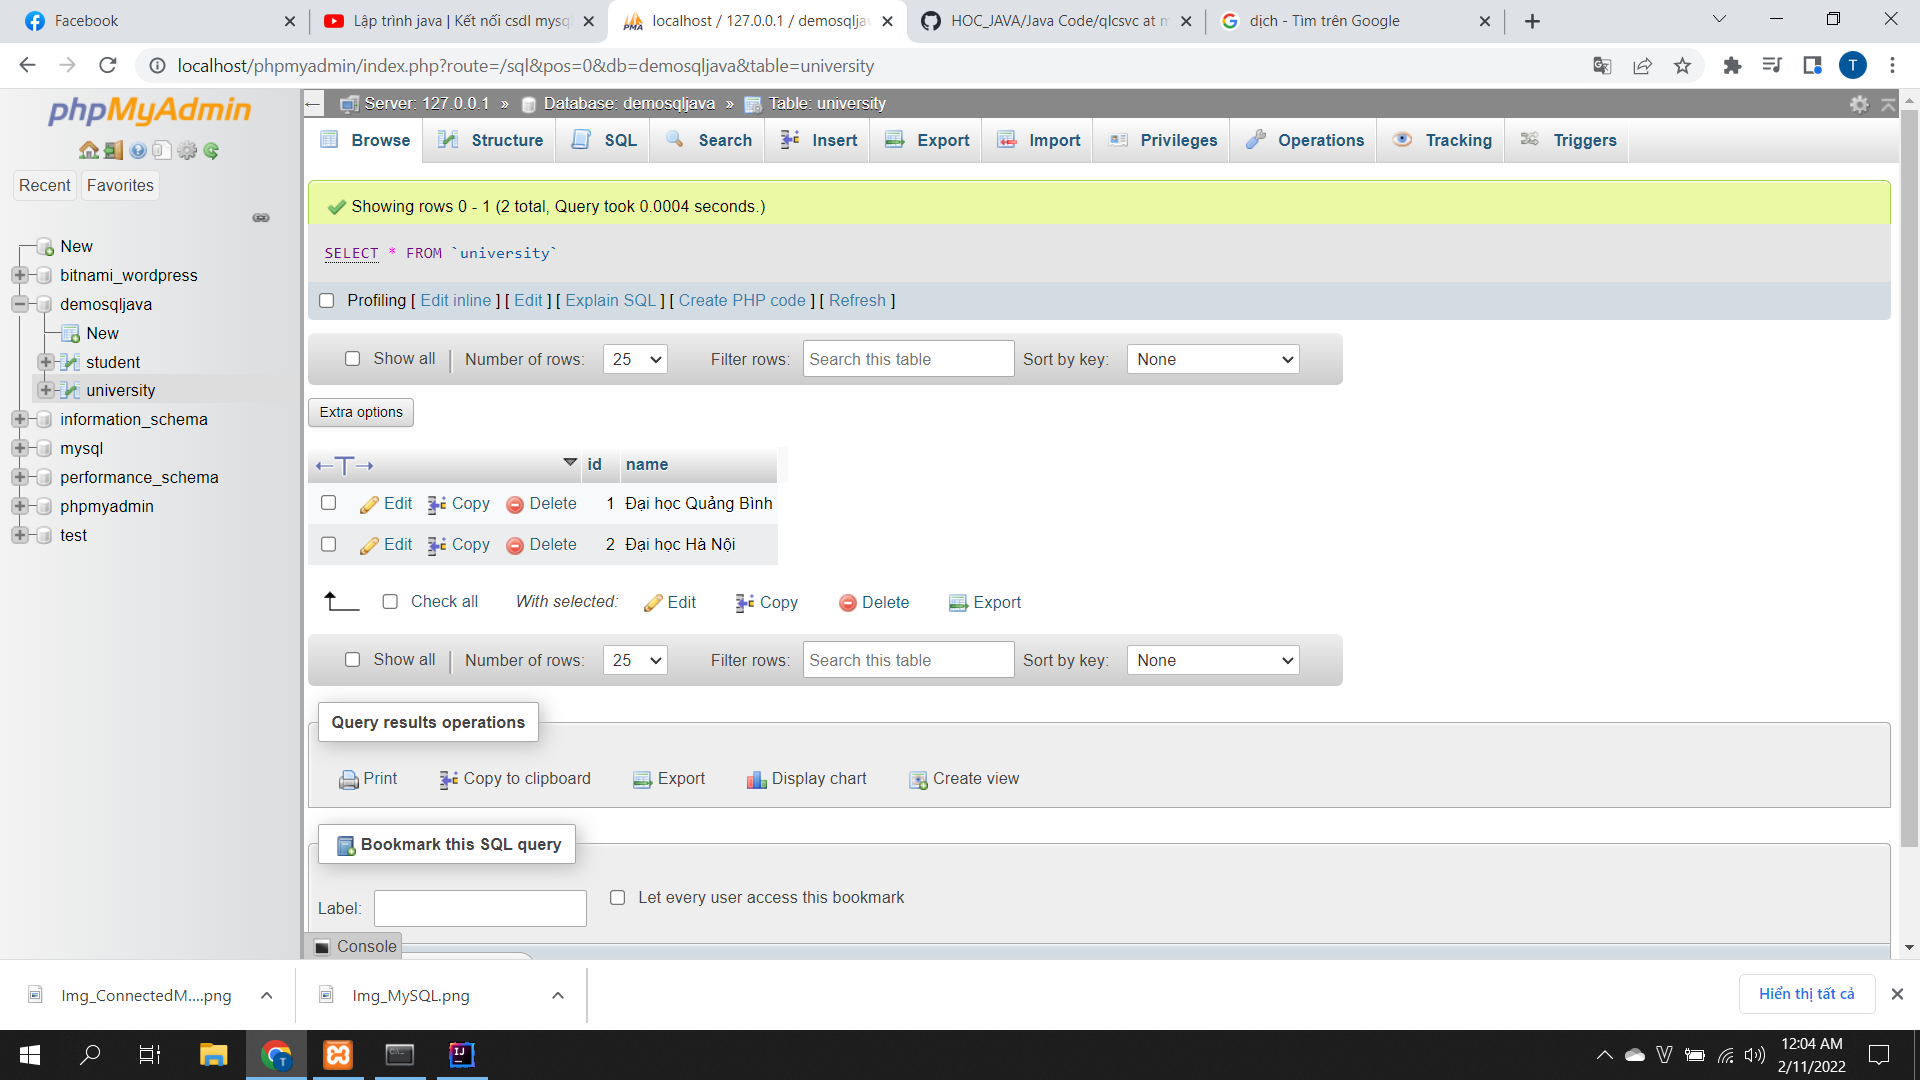 Facebook
Lập trình java | Kết nối csdl mysq
localhost / 127.0.0.1 / demosqljav
HOC_JAVA/Java Code/qlcsvc at m
dịch - Tìm trên Google
localhost/phpmyadmin/index.php?route=/sql&pos=0&db=demosqljava&table=university
T
phpMyAdmin
Recent
Favorites
New
bitnami_wordpress
demosqljava
New
student
university
information_schema
mysql
performance_schema
phpmyadmin
test
Server: 127.0.0.1 » Database: demosqljava » Table: university
Browse Structure SQL Search Insert Export Import Privileges Operations Tracking Triggers
Showing rows 0 - 1 (2 total, Query took 0.0004 seconds.)
SELECT * FROM `university`
Profiling [ Edit inline ] [ Edit ] [ Explain SQL ] [ Create PHP code ] [ Refresh ]
Show all Number of rows: 25 Filter rows: Search this table Sort by key: None
Extra options
id name
Edit Copy Delete 1 Đại học Quảng Bình
Edit Copy Delete 2 Đại học Hà Nội
Check all With selected: Edit Copy Delete Export
Show all Number of rows: 25 Filter rows: Search this table Sort by key: None
Query results operations
Print Copy to clipboard Export Display chart Create view
Bookmark this SQL query
Label: Let every user access this bookmark
Console
Img_ConnectedM....png
Img_MySQL.png
Hiển thị tất cả
12:04 AM
2/11/2022